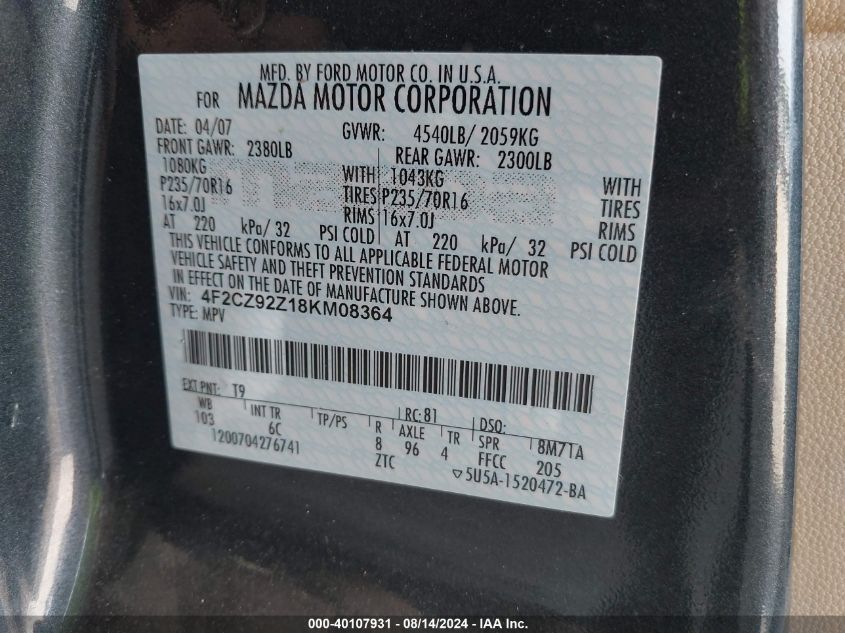 MFD. BY FORD MOTOR CO. IN U.S.A.
FOR MAZDA MOTOR CORPORATION
DATE: 04/07 GVWR: 4540LB/ 2059KG
FRONT GAWR: 2380LB REAR GAWR: 2300LB
1080KG WITH 1043KG WITH
P235/70R16 TIRES P235/70R16 TIRES
16x7.0J RIMS 16x7.0J RIMS
AT 220 kPa/ 32 PSI COLD AT 220 kPa/ 32 PSI COLD
THIS VEHICLE CONFORMS TO ALL APPLICABLE FEDERAL MOTOR
VEHICLE SAFETY AND THEFT PREVENTION STANDARDS
IN EFFECT ON THE DATE OF MANUFACTURE SHOWN ABOVE.
VIN: 4F2CZ92Z18KM08364
TYPE: MPV
EXT PNT: T9 RC: 81 DSO:
WB INT TR TP/PS R AXLE TR SPR 8M71A
103 6C 8 96 4 FFCC 205
1200704276741 ZTC ▽5U5A-1520472-BA
000-40107931 - 08/14/2024 - IAA Inc.